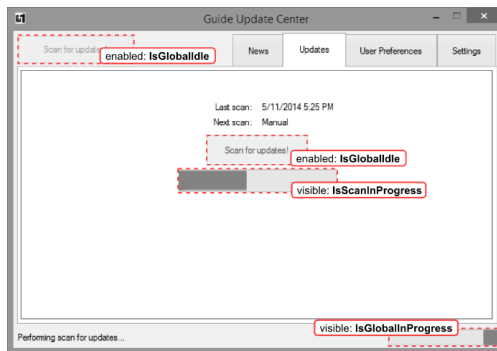 Guide Update Center
Scan for update
enabled: IsGlobalIdle
News
Updates
User Preferences
Settings
Last scan: 5/11/2014 5:25 PM
Next scan: Manual
Scan for updates!
enabled: IsGlobalIdle
visible: IsScanInProgress
visible: IsGlobalInProgress
Performing scan for updates...